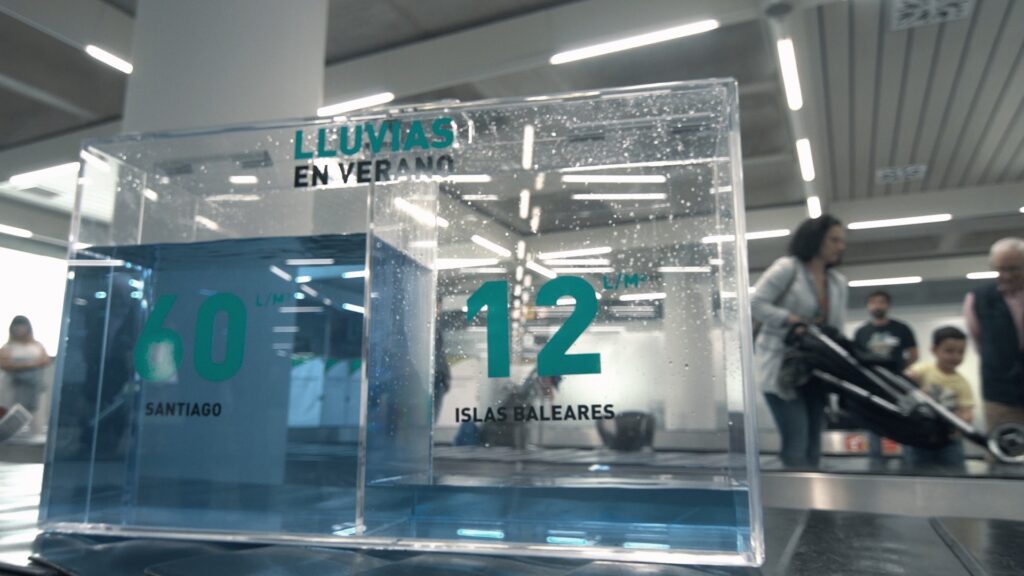 LLUVIAS
EN VERANO
60 L/M²
SANTIAGO
12 L/M²
ISLAS BALEARES